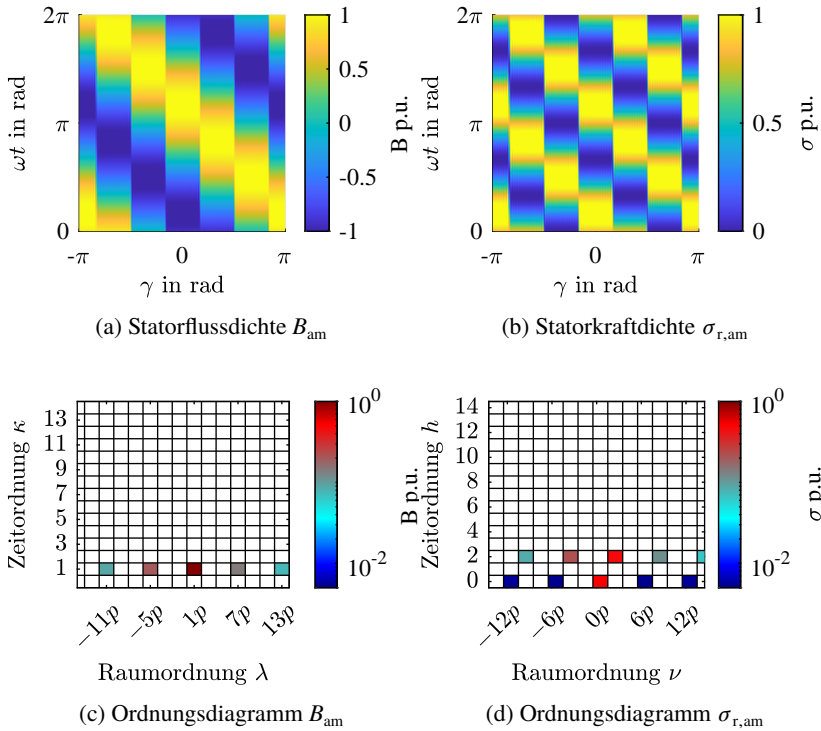 2π
π
0
ωt in rad
-π
0
π
γ in rad
1
0.5
0
-0.5
-1
B p.u.
(a) Statorflussdichte B_am
2π
π
0
ωt in rad
-π
0
π
γ in rad
1
0.5
0
σ p.u.
(b) Statorkraftdichte σ_r,am
13
11
9
7
5
3
1
Zeitordnung κ
−11p
−5p
1p
7p
13p
Raumordnung λ
10^0
10^-2
B p.u.
(c) Ordnungsdiagramm B_am
14
12
10
8
6
4
2
0
Zeitordnung h
−12p
−6p
0p
6p
12p
Raumordnung ν
10^0
10^-2
σ p.u.
(d) Ordnungsdiagramm σ_r,am